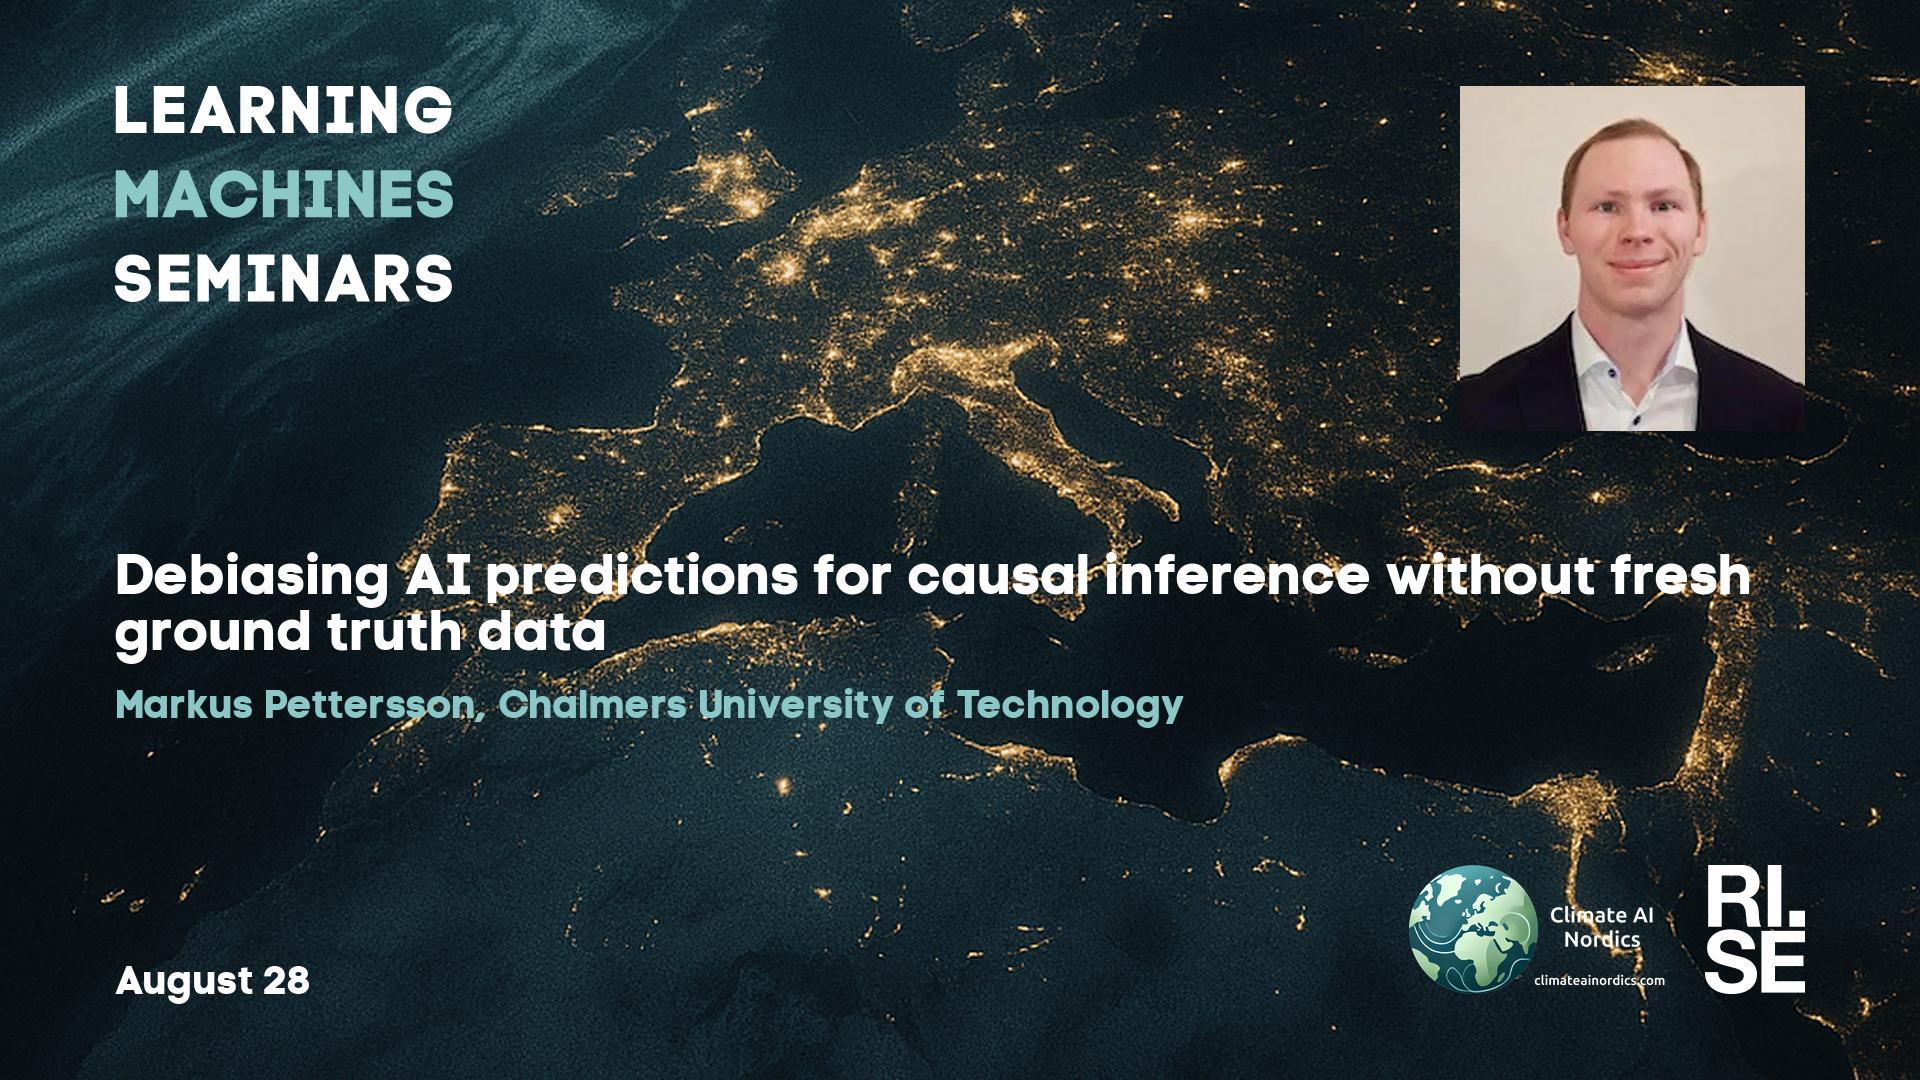 LEARNING
MACHINES
SEMINARS
Debiasing AI predictions for causal inference without fresh
ground truth data
Markus Pettersson, Chalmers University of Technology
August 28
Climate AI
Nordics
climateainordics.com
RI.
SE